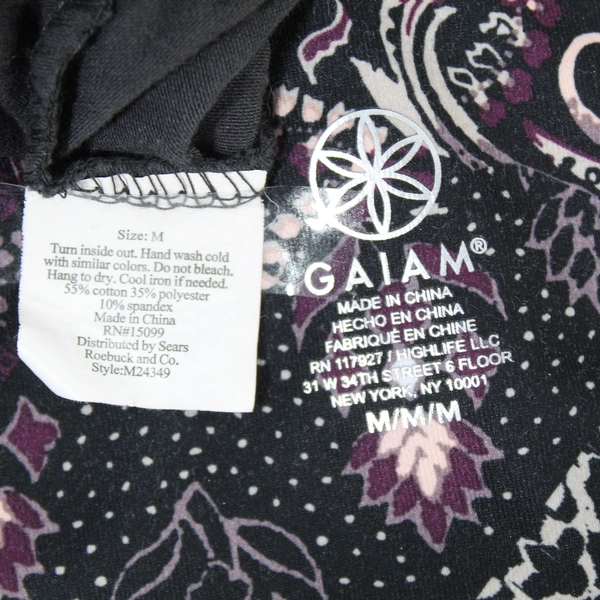 Size: M
Turn inside out. Hand wash cold
with similar colors. Do not bleach.
Hang to dry. Cool iron if needed.
55% cotton 35% polyester
10% spandex
Made in China
RN#15099
Distributed by Sears
Roebuck and Co.
Style:M24349
GAIAM®
MADE IN CHINA
HECHO EN CHINA
FABRIQUÉ EN CHINE
RN 117927 / HIGHLIFE LLC
31 W 34TH STREET 6 FLOOR
NEW YORK, NY 10001
M/M/M